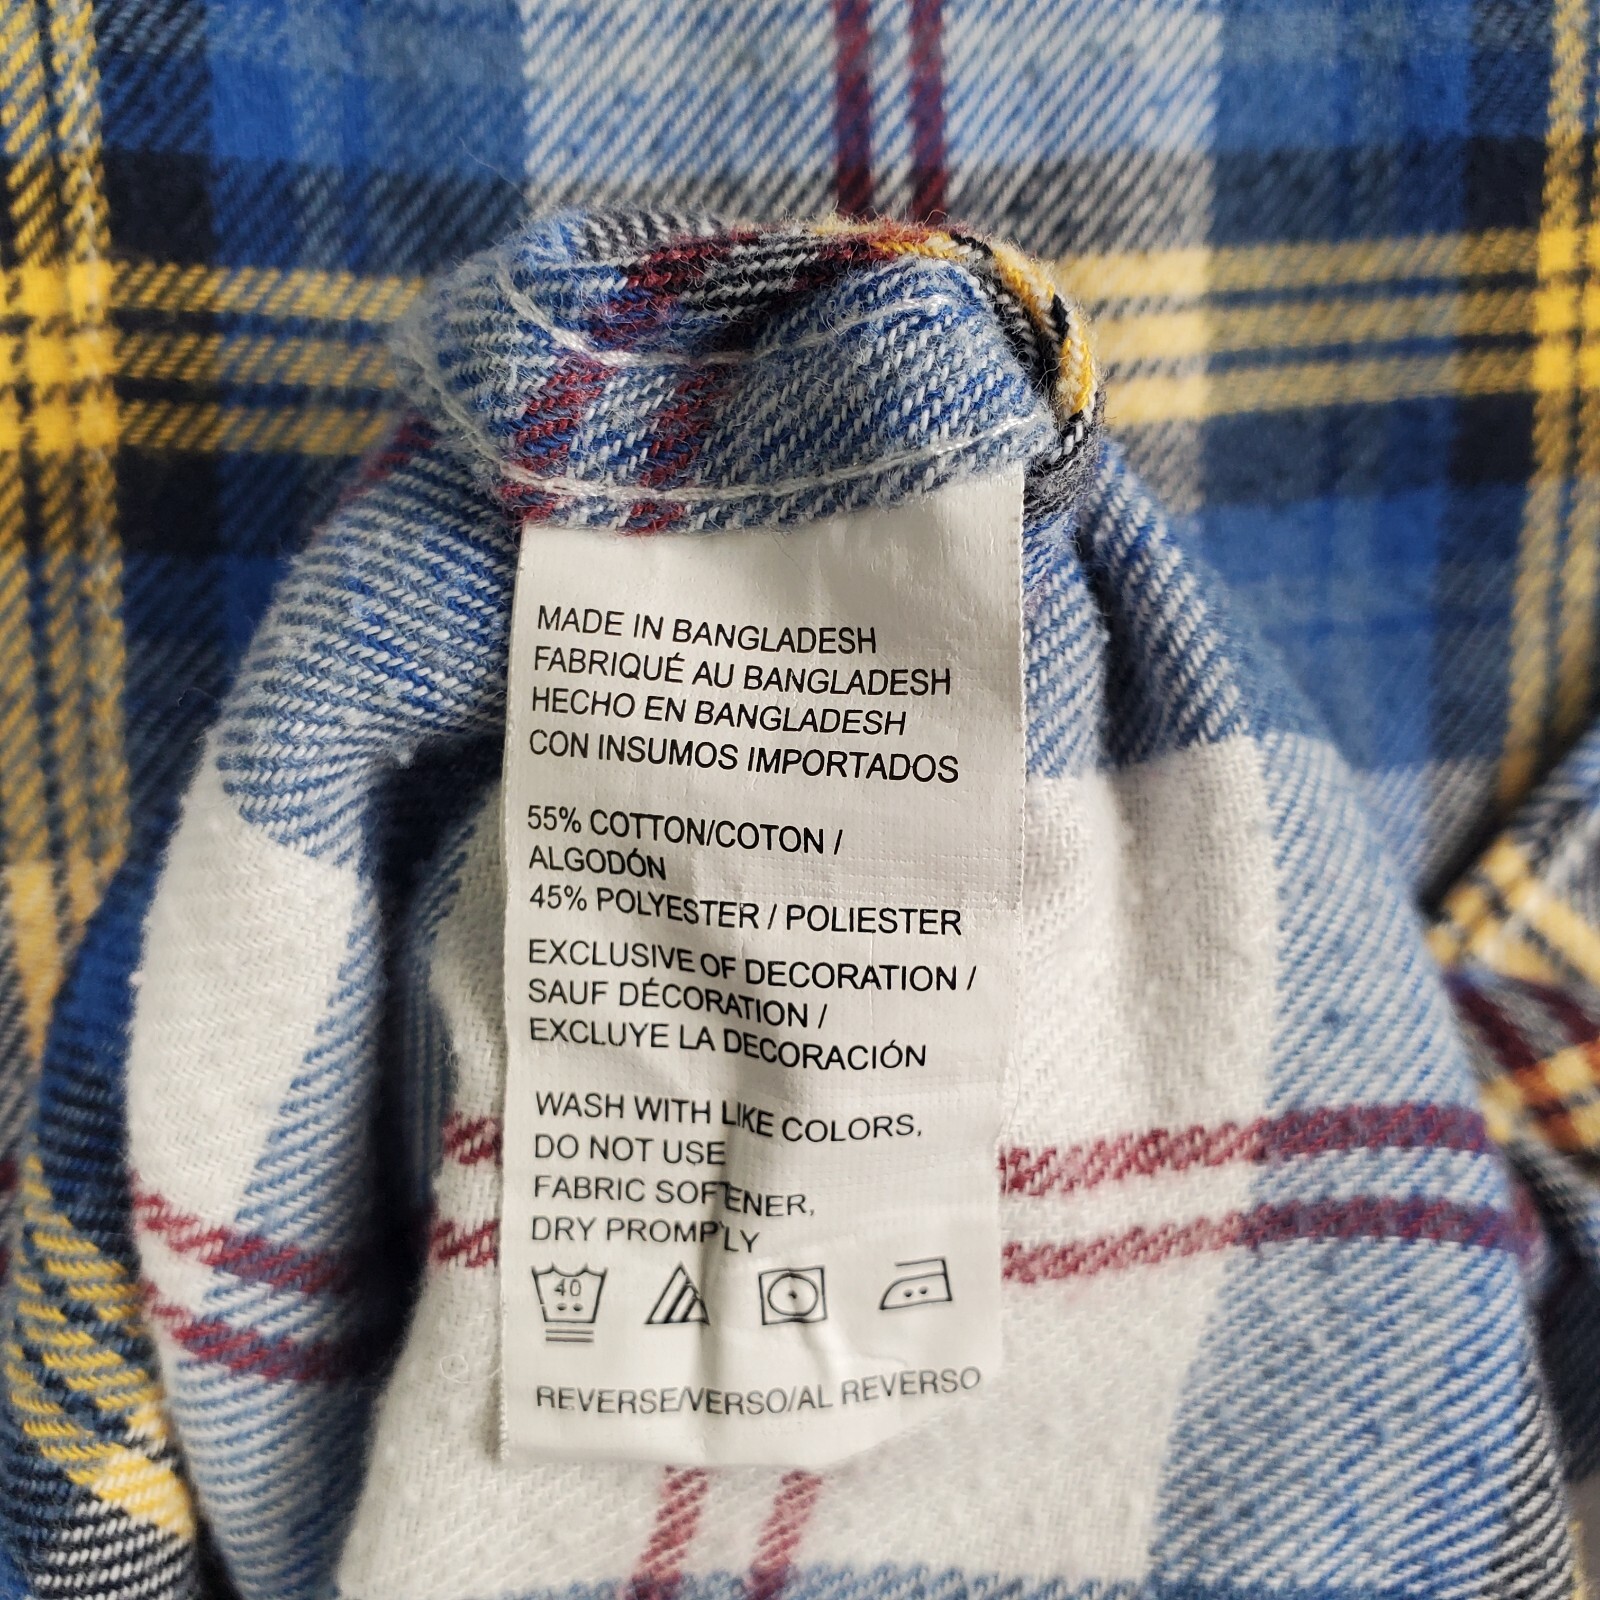 MADE IN BANGLADESH
FABRIQUÉ AU BANGLADESH
HECHO EN BANGLADESH
CON INSUMOS IMPORTADOS
55% COTTON/COTON /
ALGODÓN
45% POLYESTER / POLIESTER
EXCLUSIVE OF DECORATION /
SAUF DÉCORATION /
EXCLUYE LA DECORACIÓN
WASH WITH LIKE COLORS,
DO NOT USE
FABRIC SOFTENER,
DRY PROMPTLY
40
REVERSE/VERSO/AL REVERSO